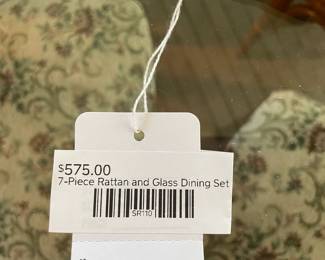 $575.00
7-Piece Rattan and Glass Dining Set
SR110